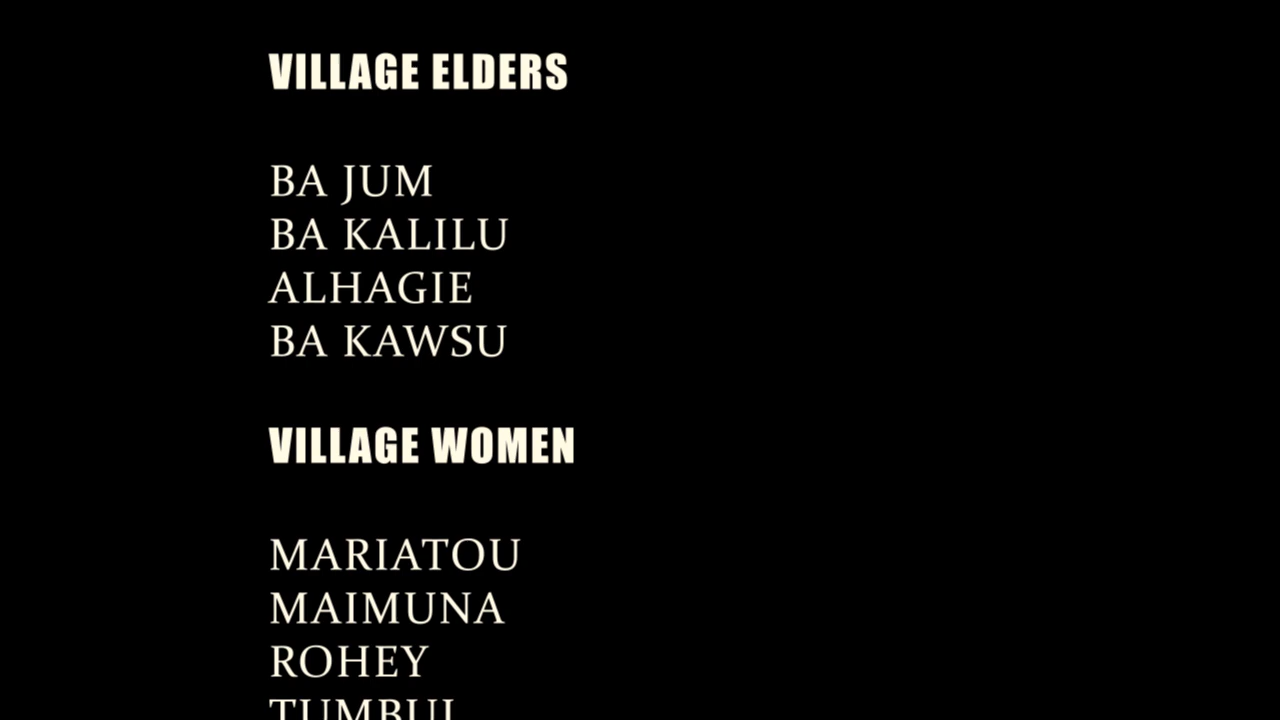 VILLAGE ELDERS
BA JUM
BA KALILU
ALHAGIE
BA KAWSU
VILLAGE WOMEN
MARIATOU
MAIMUNA
ROHEY